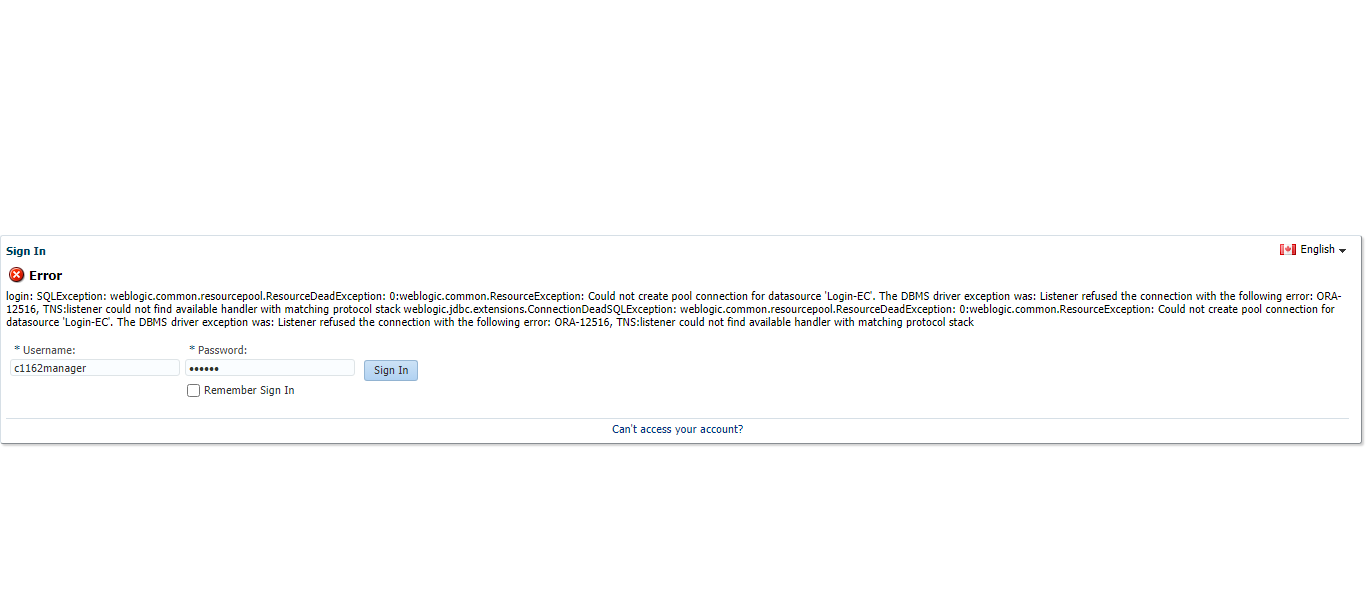 Sign In
English
Error
login: SQLException: weblogic.common.resourcepool.ResourceDeadException: 0:weblogic.common.ResourceException: Could not create pool connection for datasource 'Login-EC'. The DBMS driver exception was: Listener refused the connection with the following error: ORA-
12516, TNS:listener could not find available handler with matching protocol stack weblogic.jdbc.extensions.ConnectionDeadSQLException: weblogic.common.resourcepool.ResourceDeadException: 0:weblogic.common.ResourceException: Could not create pool connection for
datasource 'Login-EC'. The DBMS driver exception was: Listener refused the connection with the following error: ORA-12516, TNS:listener could not find available handler with matching protocol stack
* Username: * Password:
c1162manager •••••• Sign In
Remember Sign In
Can't access your account?